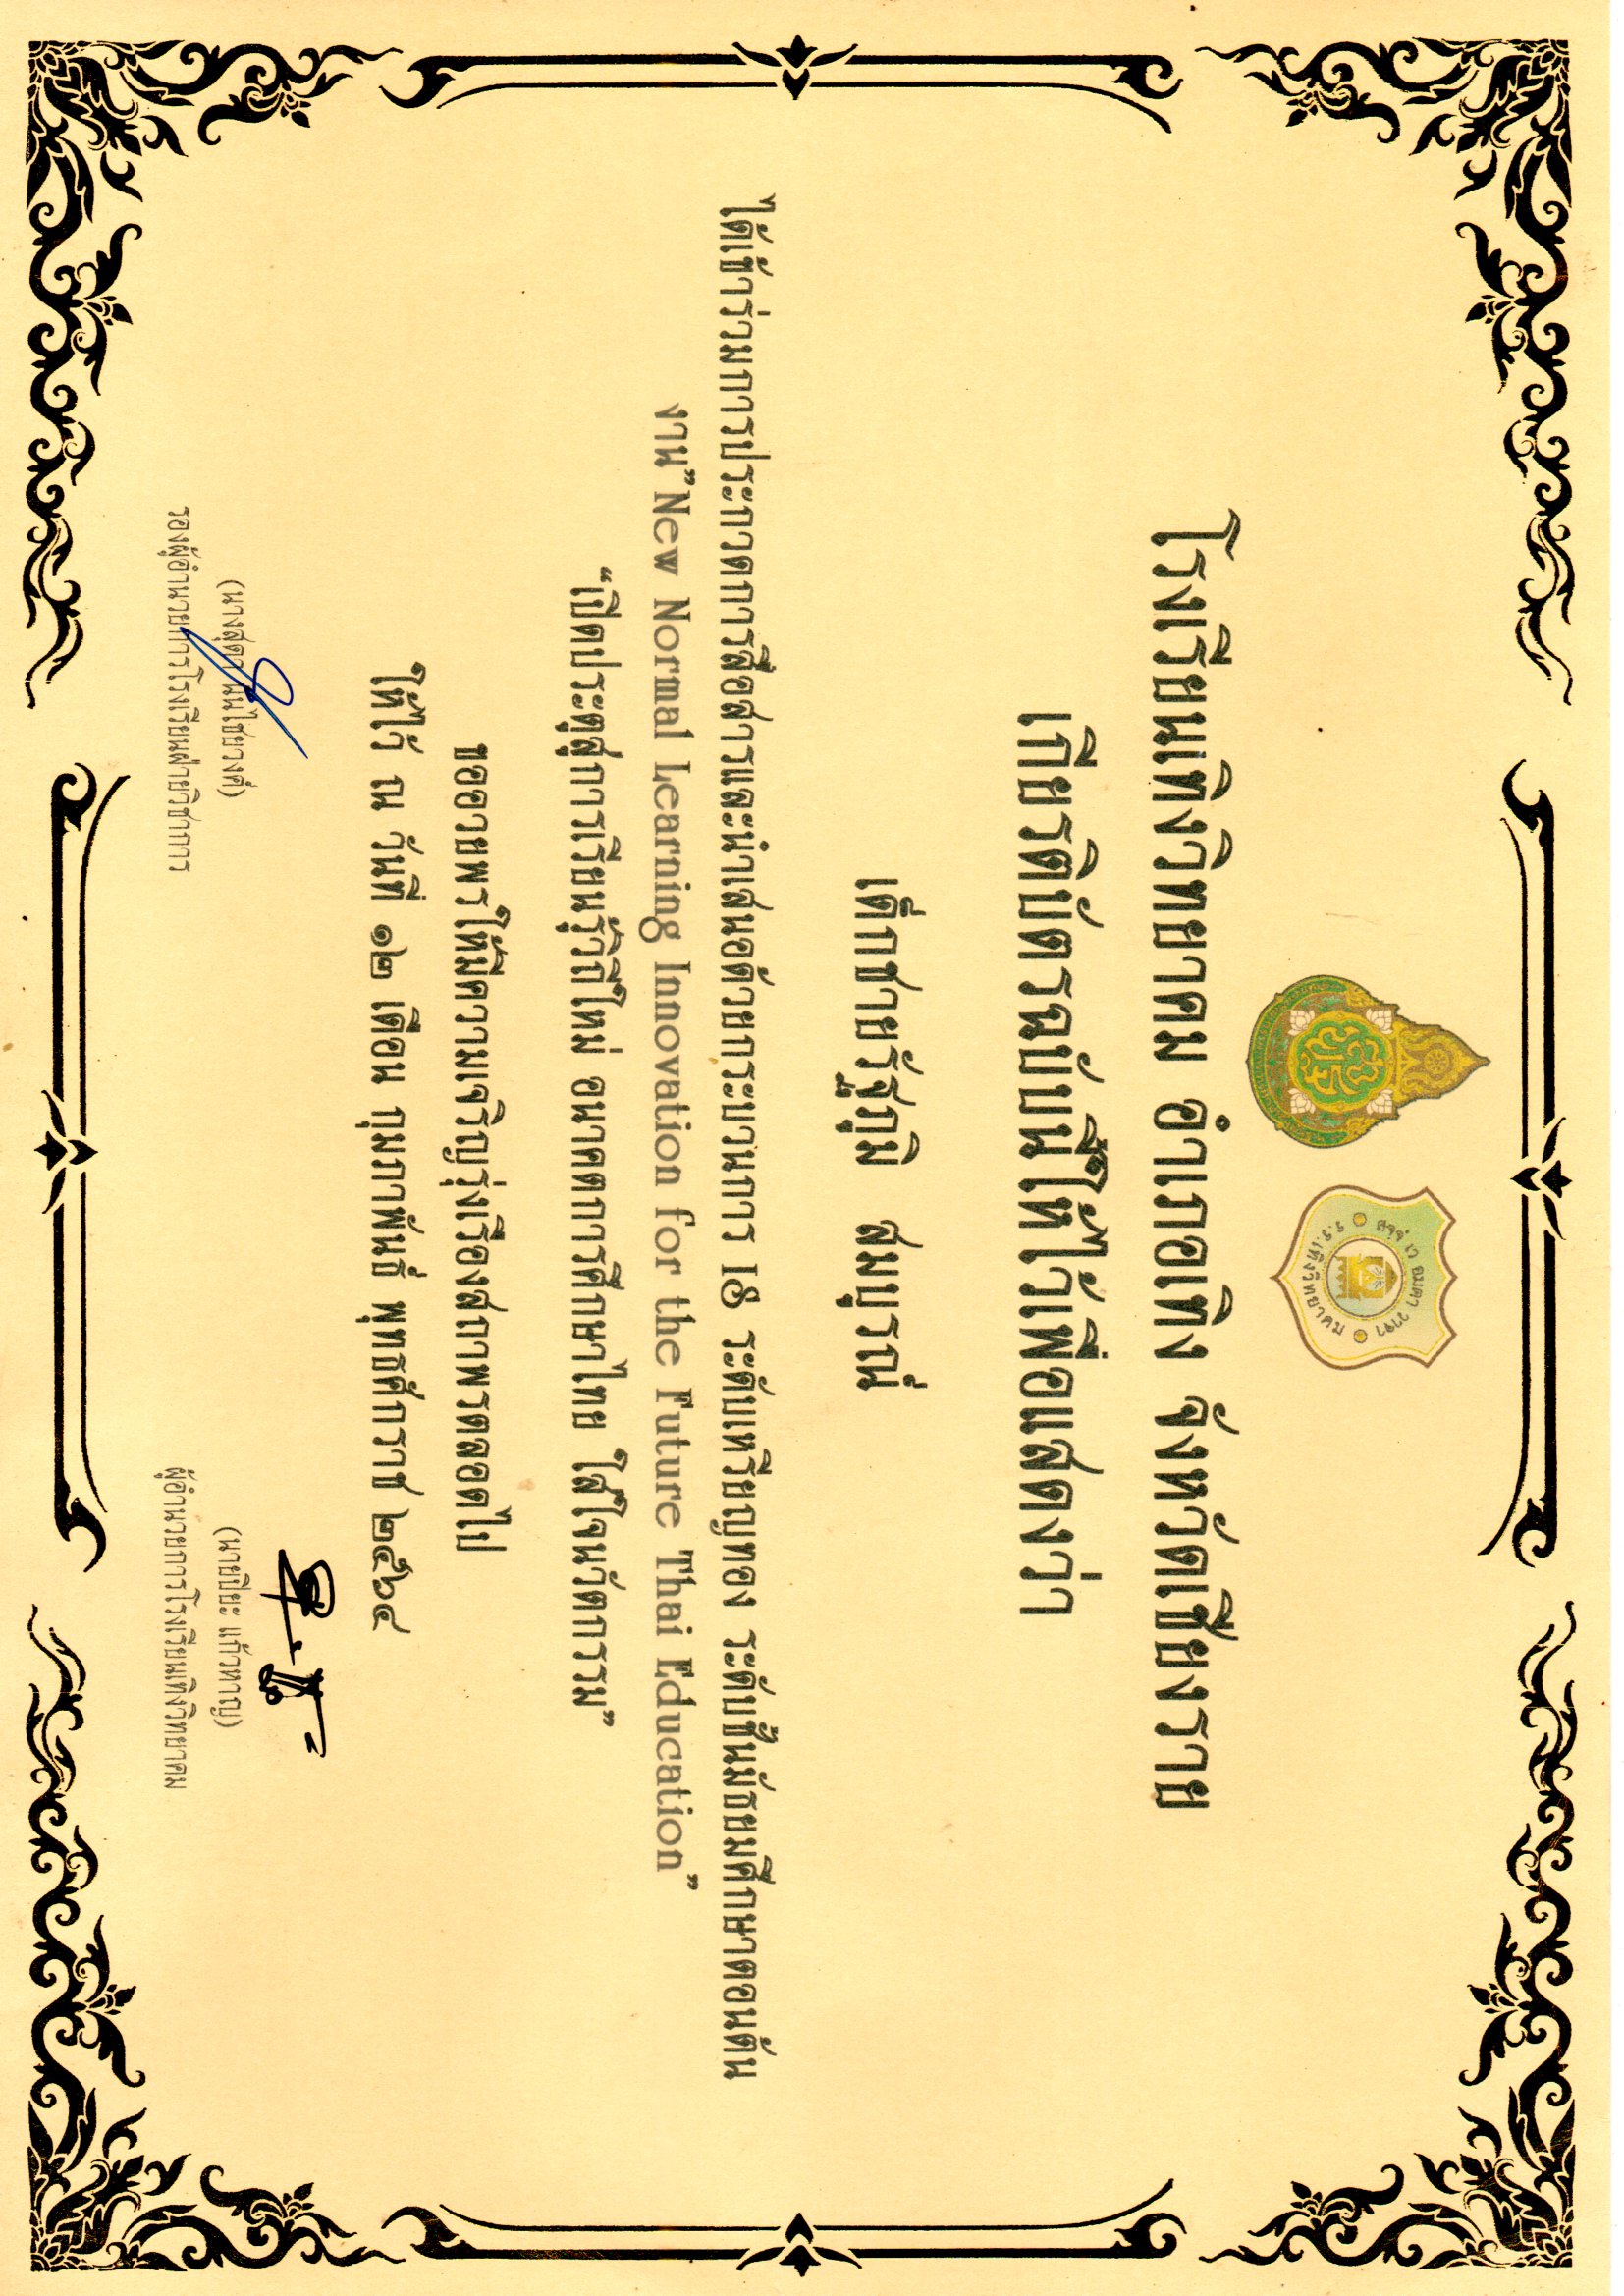 สจฺจํ เว อมตา วาจา
ร.ร.เทิงวิทยาคม
โรงเรียนเทิงวิทยาคม อำเภอเทิง จังหวัดเชียงราย
เกียรติบัตรฉบับนี้ให้ไว้เพื่อแสดงว่า
เด็กชายรัฐภูมิ สมบุรณ์
ได้เข้าร่วมการประกวดการสื่อสารและนำเสนอด้วยกระบวนการ IS ระดับเหรียญทอง ระดับชั้นมัธยมศึกษาตอนต้น
งาน”New Normal Learning Innovation for the Future Thai Education”
“เปิดประตูสู่การเรียนรู้วิถีใหม่ อนาคตการศึกษาไทย ใส่ใจนวัตกรรม”
ขออวยพรให้มีความเจริญรุ่งเรืองสถาพรตลอดไป
ให้ไว้ ณ วันที่ ๑๒ เดือน กุมภาพันธ์ พุทธศักราช ๒๕๖๔
(นางสุดา นันไชยวงค์)
รองผู้อำนวยการโรงเรียนฝ่ายวิชาการ
(นายปิยะ แก้วหาญ)
ผู้อำนวยการโรงเรียนเทิงวิทยาคม